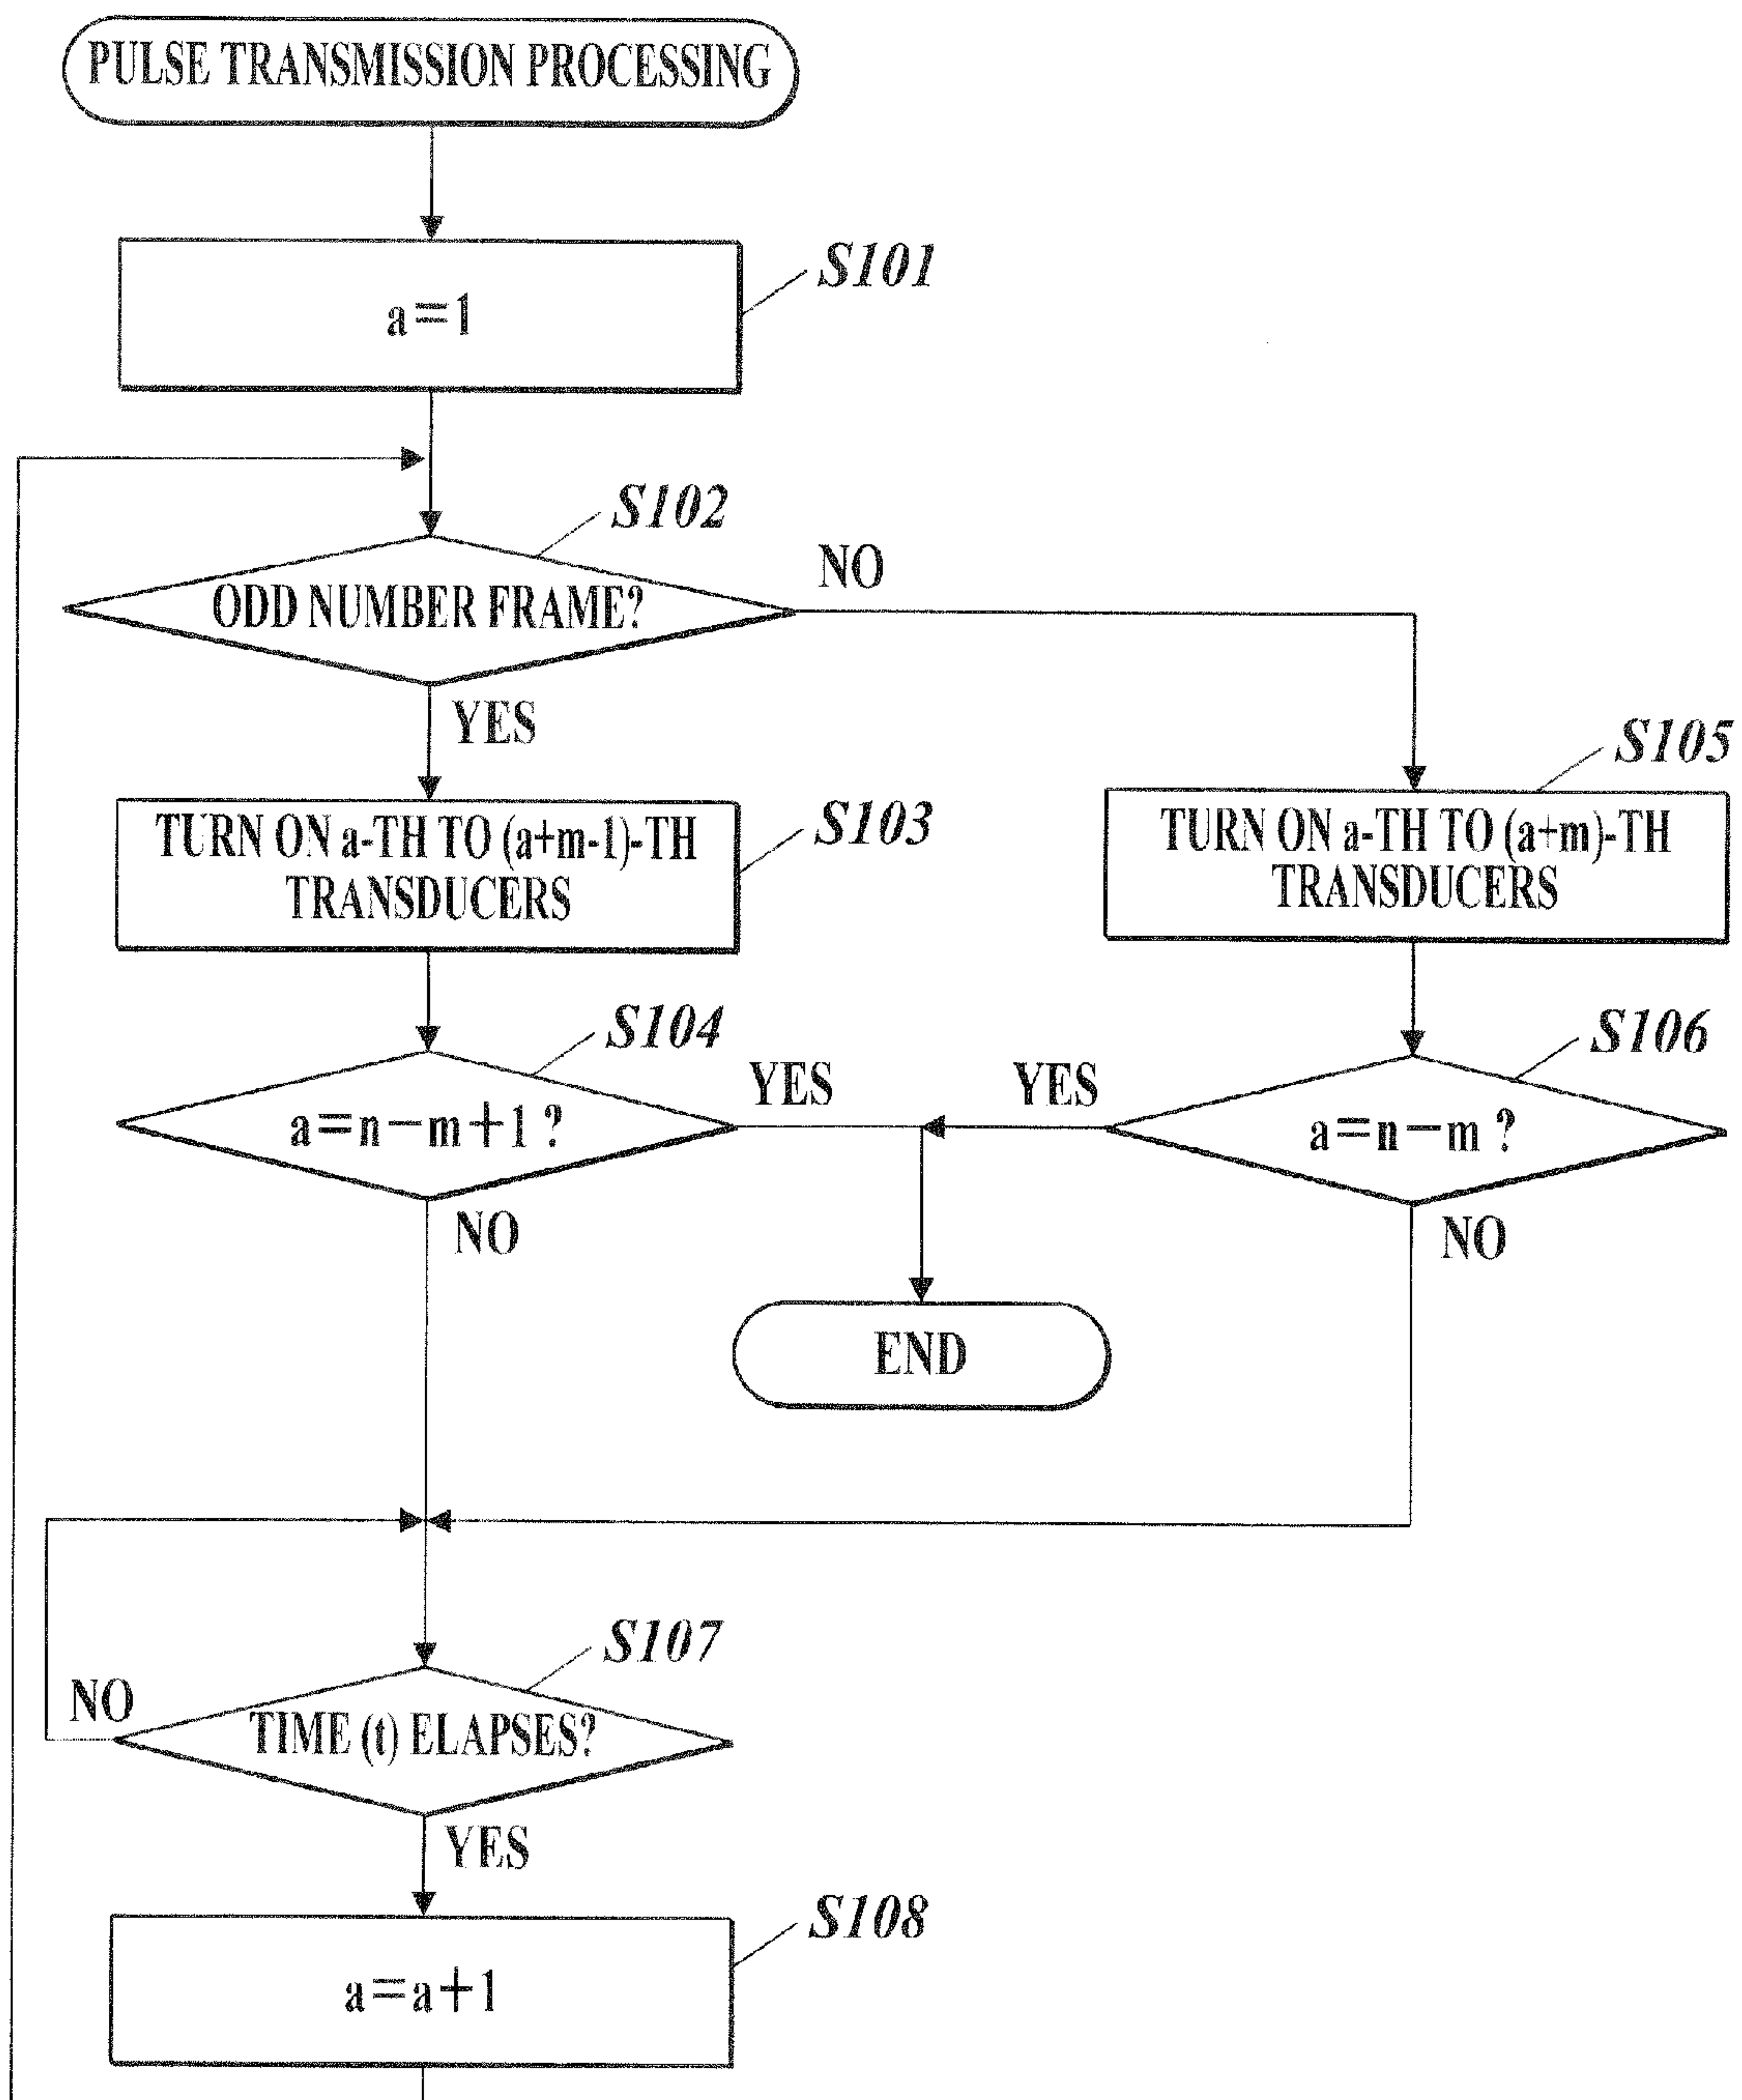 PULSE TRANSMISSION PROCESSING
S101
a=1
S102
ODD NUMBER FRAME?
NO
YES
S103
TURN ON a-TH TO (a+m-1)-TH
TRANSDUCERS
S105
TURN ON a-TH TO (a+m)-TH
TRANSDUCERS
S104
a=n−m+1 ?
YES
NO
S106
YES
a=n−m ?
NO
END
S107
NO
TIME (t) ELAPSES?
YES
S108
a=a+1